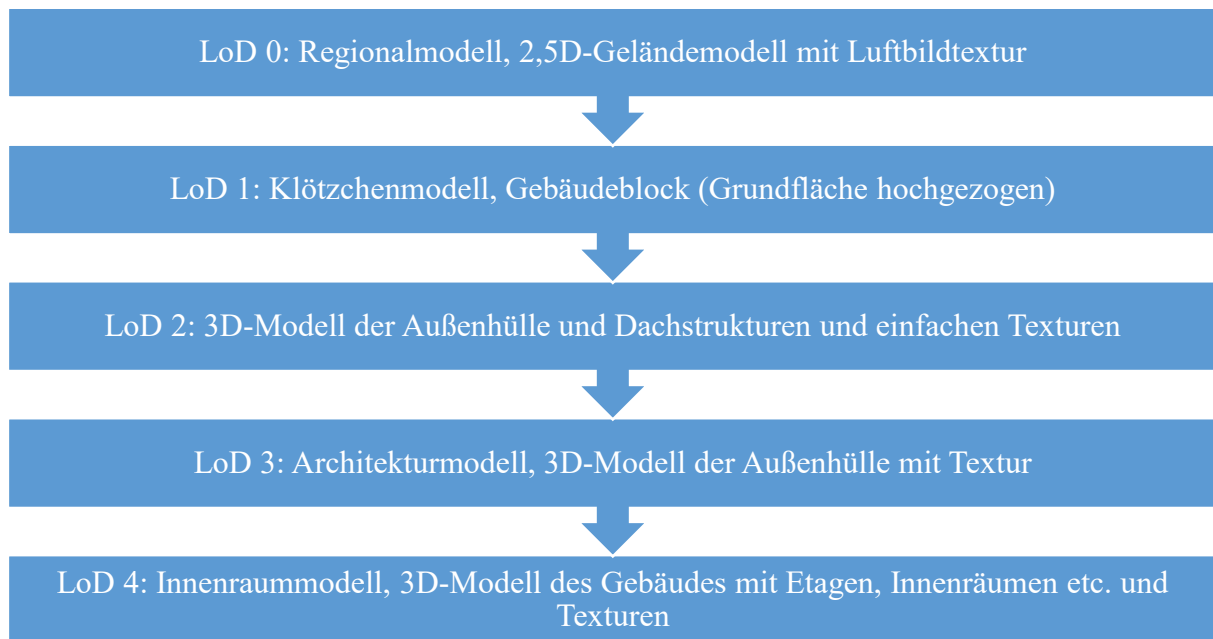 LoD 0: Regionalmodell, 2,5D-Geländemodell mit Luftbildtextur
LoD 1: Klötzchenmodell, Gebäudeblock (Grundfläche hochgezogen)
LoD 2: 3D-Modell der Außenhülle und Dachstrukturen und einfachen Texturen
LoD 3: Architekturmodell, 3D-Modell der Außenhülle mit Textur
LoD 4: Innenraummodell, 3D-Modell des Gebäudes mit Etagen, Innenräumen etc. und
Texturen